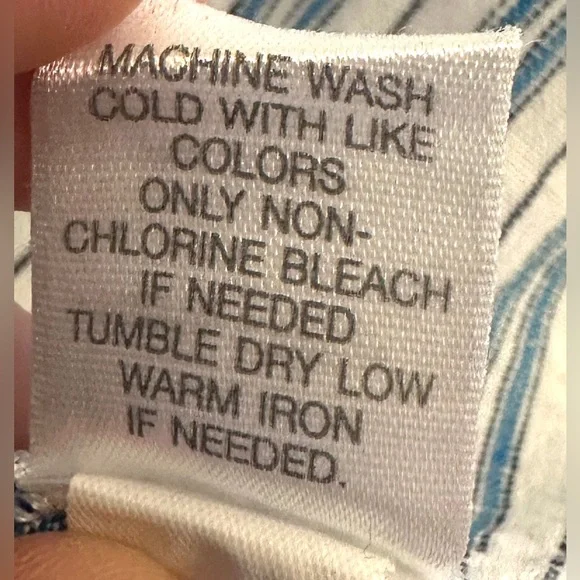 MACHINE WASH
COLD WITH LIKE
COLORS
ONLY NON-
CHLORINE BLEACH
IF NEEDED
TUMBLE DRY LOW
WARM IRON
IF NEEDED.